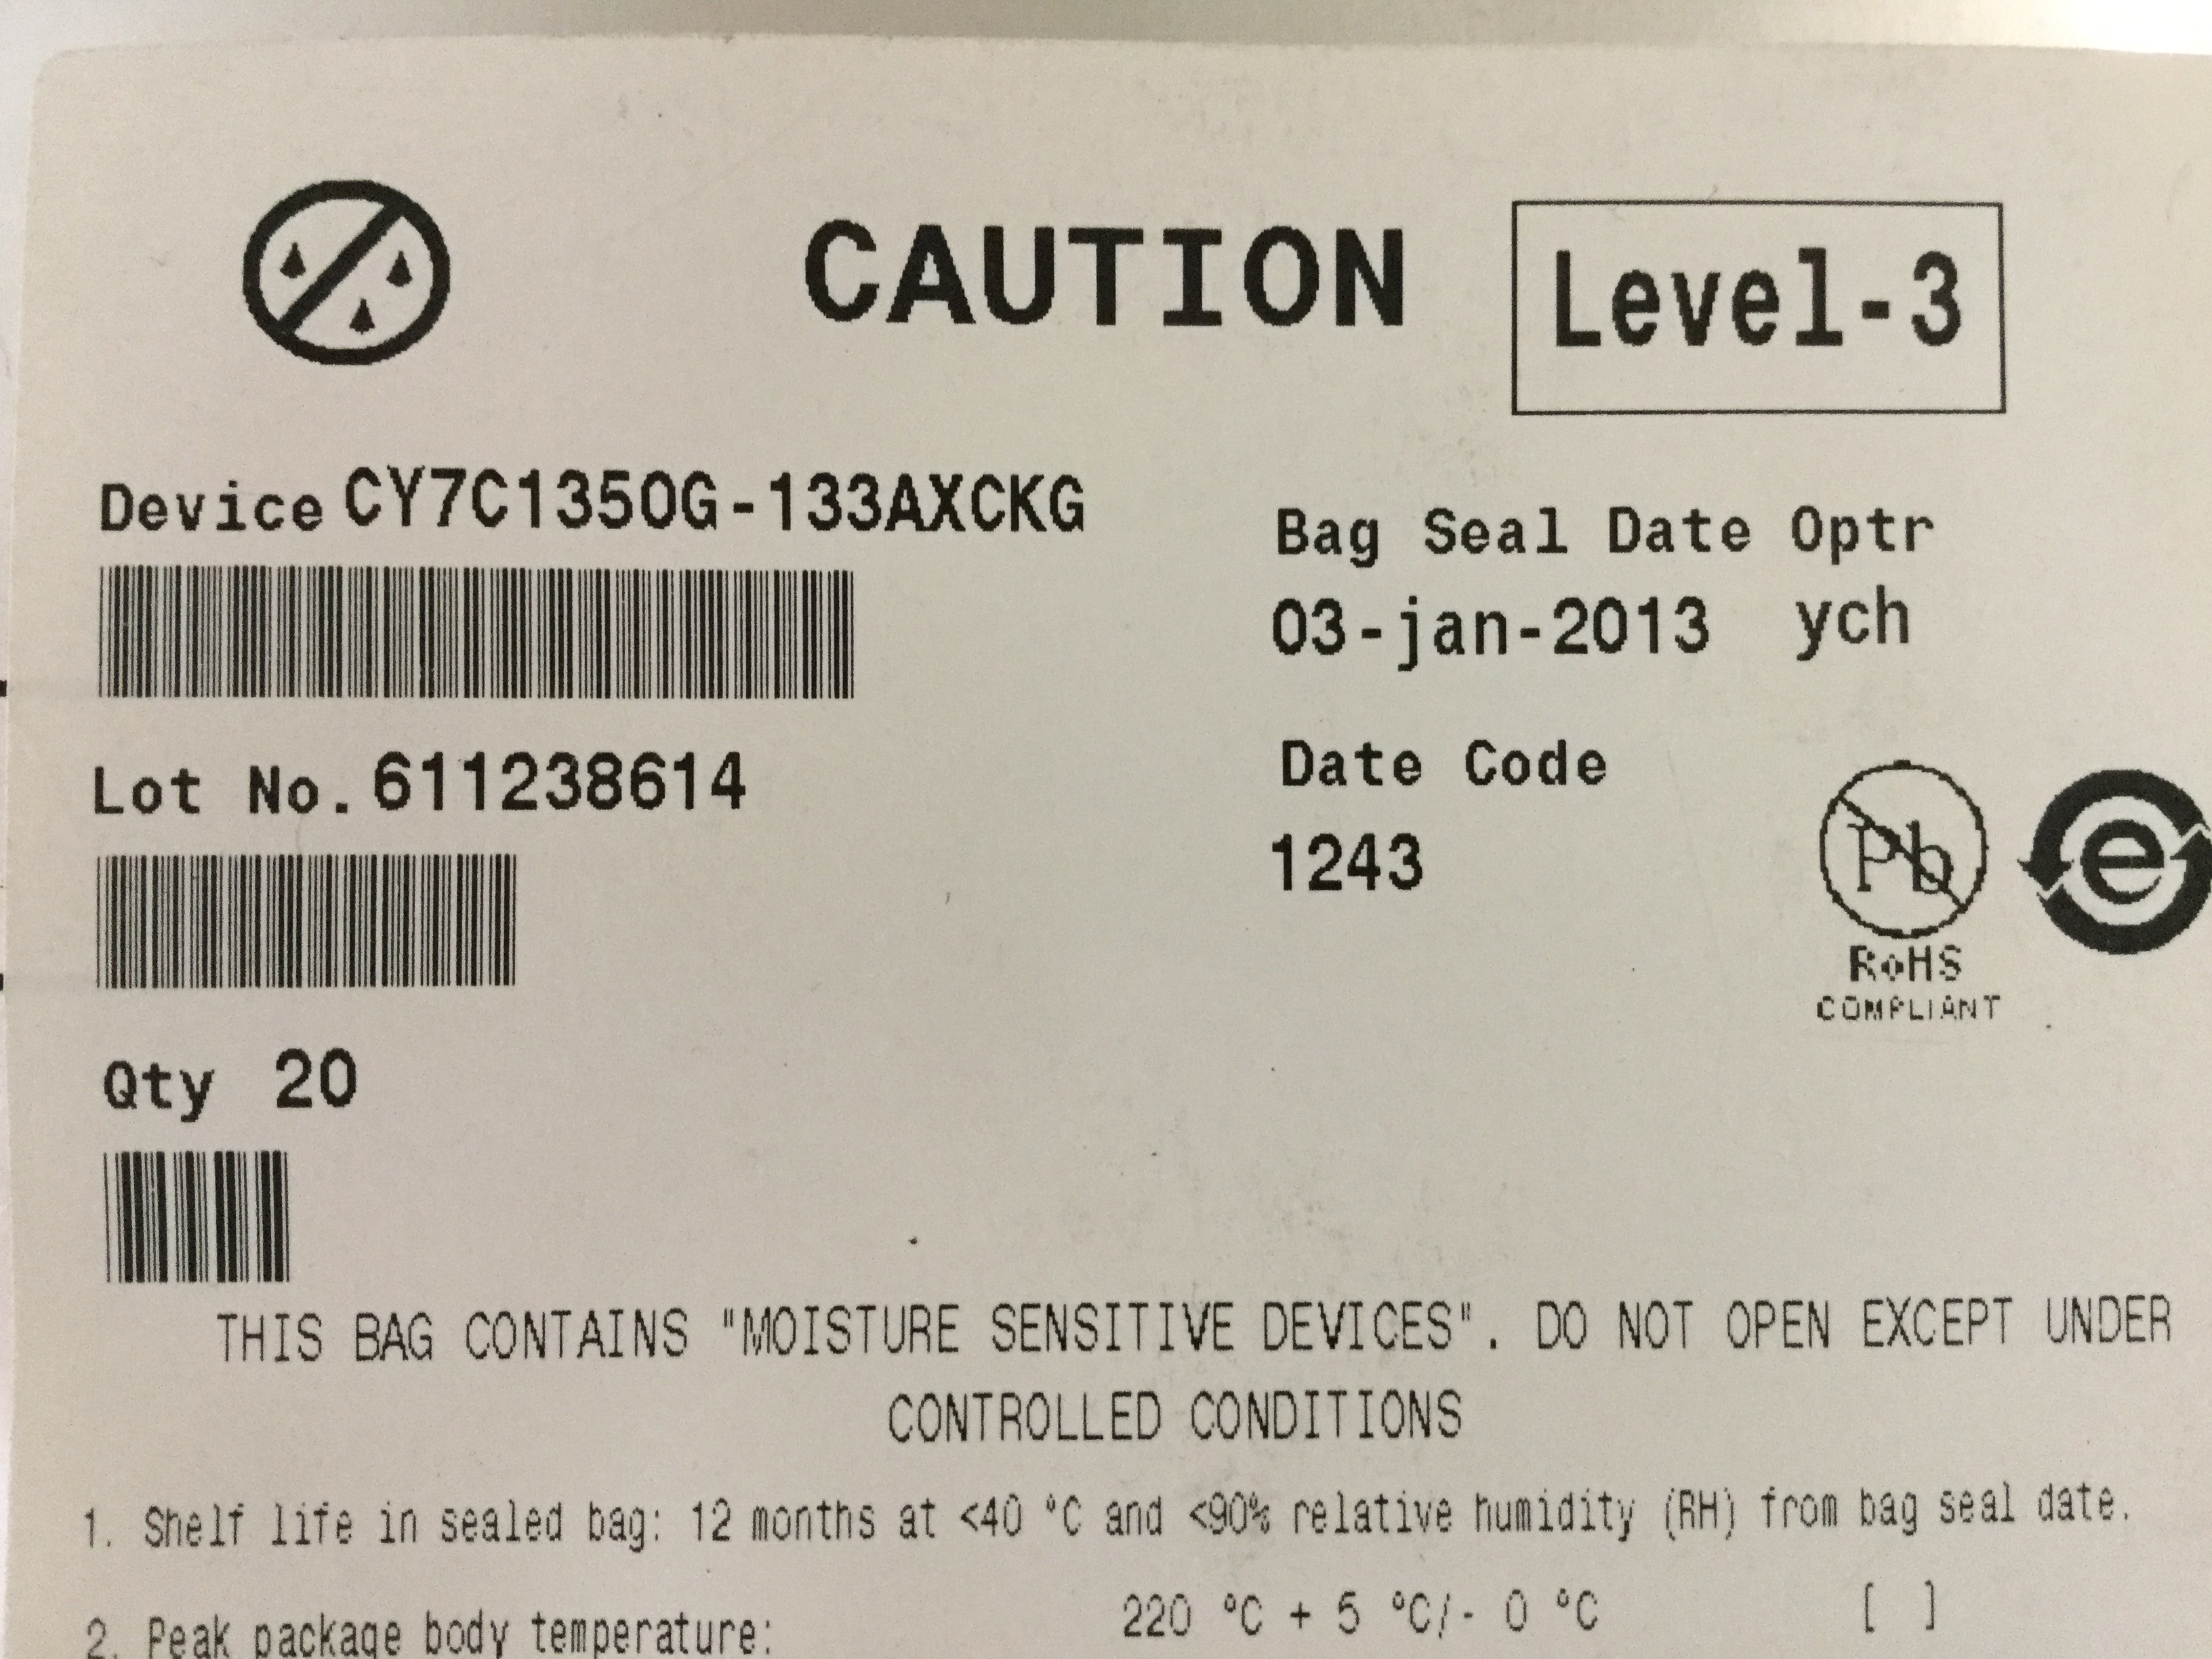 CAUTION Level-3
Device CY7C1350G-133AXCKG
Bag Seal Date Optr
03-jan-2013 ych
Lot No. 611238614
Date Code
1243
Pb
e
RoHS
COMPLIANT
Qty 20
THIS BAG CONTAINS "MOISTURE SENSITIVE DEVICES". DO NOT OPEN EXCEPT UNDER
CONTROLLED CONDITIONS
1. Shelf life in sealed bag: 12 months at <40 °C and <90% relative humidity (RH) from bag seal date.
2. Peak package body temperature: 220 °C + 5 °C/- 0 °C [ ]